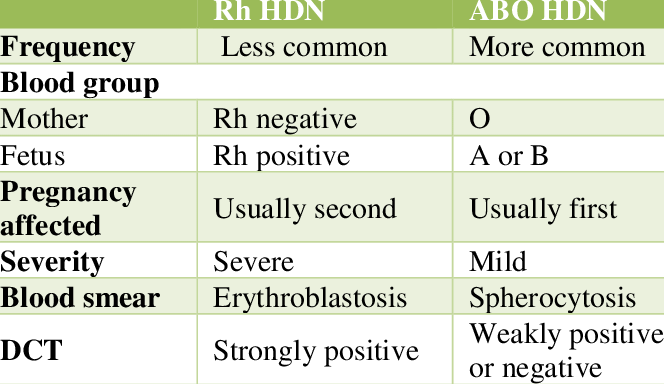 Rh HDN ABO HDN
Frequency Less common More common
Blood group
Mother Rh negative O
Fetus Rh positive A or B
Pregnancy affected Usually second Usually first
Severity Severe Mild
Blood smear Erythroblastosis Spherocytosis
DCT Strongly positive Weakly positive or negative